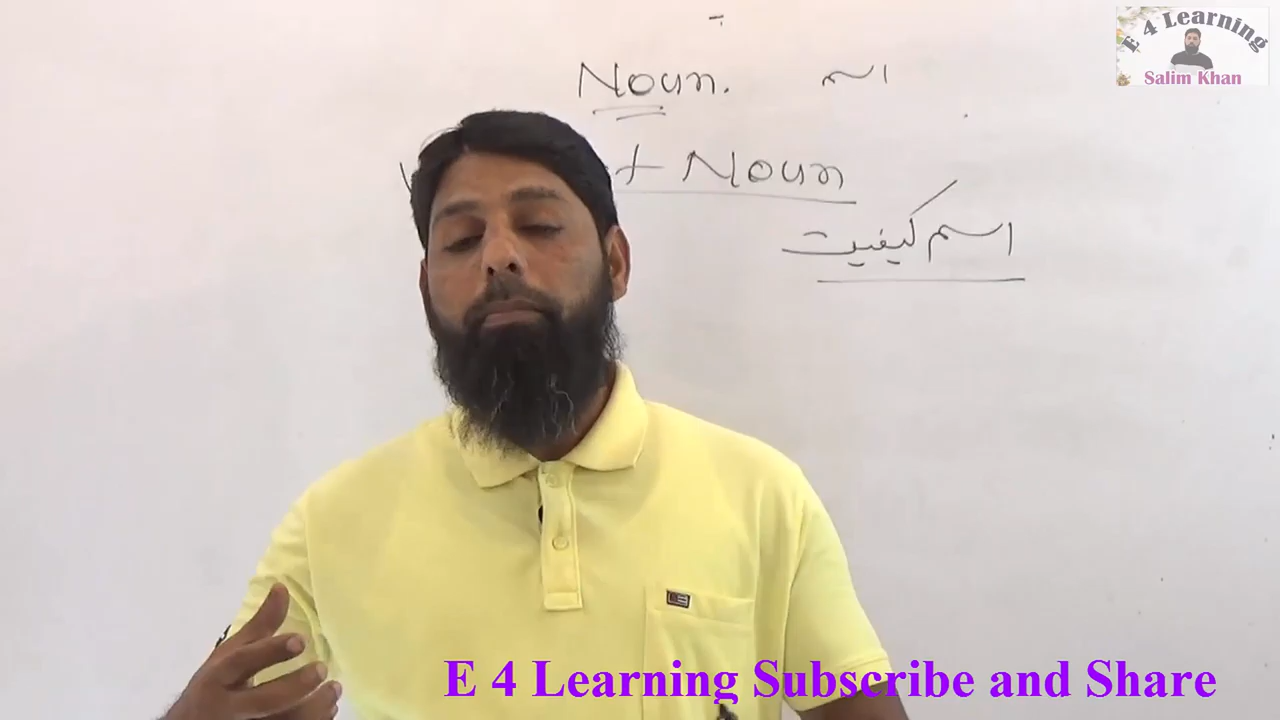 E 4 Learning
Salim Khan
Noun. اسم
Noun
اسم کیفیت
E 4 Learning Subscribe and Share